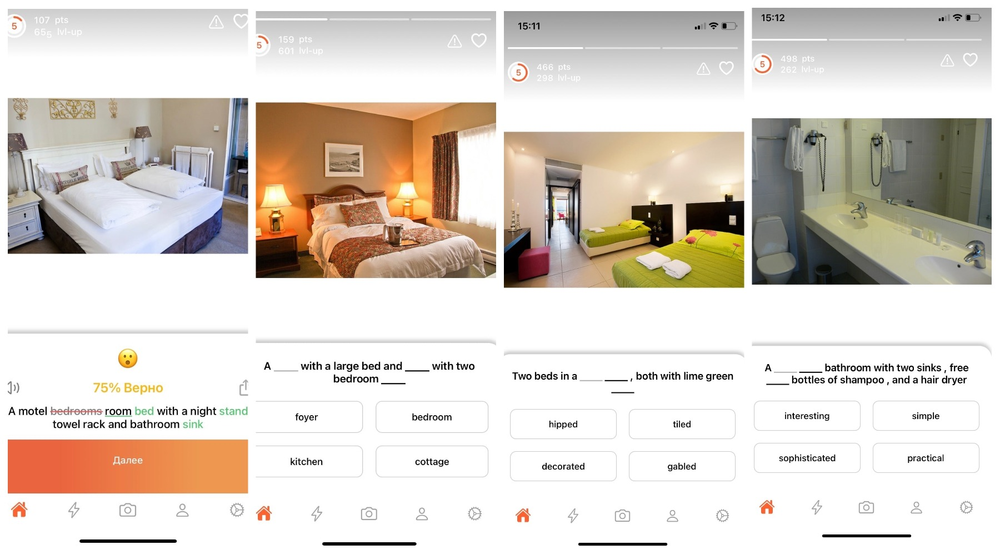 5
107 pts
655 lvl-up
75% Верно
A motel bedrooms room bed with a night stand
towel rack and bathroom sink
Далее
5
159 pts
601 lvl-up
A ____ with a large bed and ____ with two
bedroom ____
foyer
bedroom
kitchen
cottage
15:11
5
466 pts
298 lvl-up
Two beds in a ____ ____ , both with lime green
____
hipped
tiled
decorated
gabled
15:12
5
498 pts
262 lvl-up
A ____ ____ bathroom with two sinks , free
____ bottles of shampoo , and a hair dryer
interesting
simple
sophisticated
practical